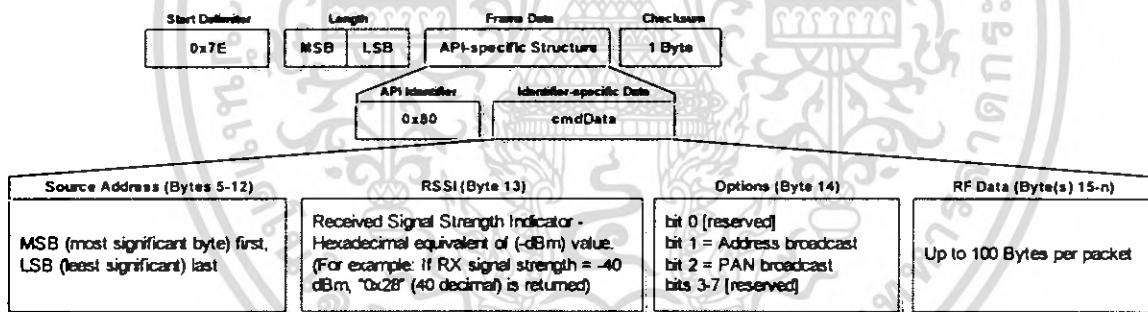 Start Delimiter
Length
Frame Data
Checksum
0x7E
MSB
LSB
API-specific Structure
1 Byte
API Identifier
Identifier-specific Data
0x80
cmdData
Source Address (Bytes 5-12)
MSB (most significant byte) first,
LSB (least significant) last
RSSI (Byte 13)
Received Signal Strength Indicator -
Hexadecimal equivalent of (-dBm) value.
(For example: If RX signal strength = -40
dBm, "0x28" (40 decimal) is returned)
Options (Byte 14)
bit 0 [reserved]
bit 1 = Address broadcast
bit 2 = PAN broadcast
bits 3-7 [reserved]
RF Data (Byte(s) 15-n)
Up to 100 Bytes per packet